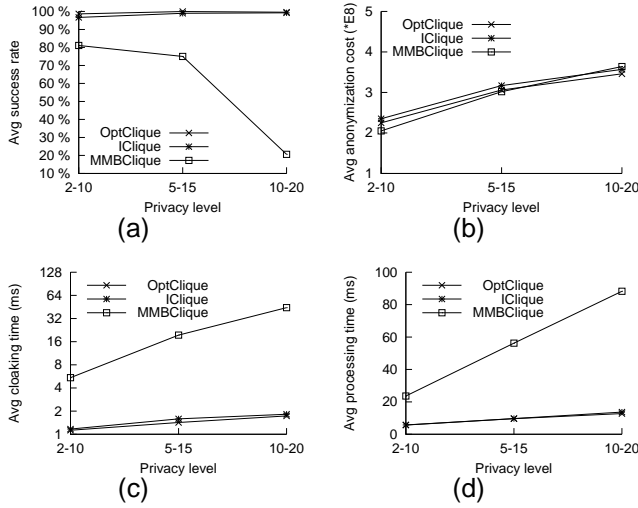 Avg success rate
100 %
90 %
80 %
70 %
60 %
50 %
40 %
30 %
20 %
10 %
OptClique
IClique
MMBClique
2-10 5-15 10-20
Privacy level
(a)
Avg anonymization cost (*E8)
5
4
3
2
1
OptClique
IClique
MMBClique
2-10 5-15 10-20
Privacy level
(b)
Avg cloaking time (ms)
128
64
32
16
8
4
2
1
OptClique
IClique
MMBClique
2-10 5-15 10-20
Privacy level
(c)
Avg processing time (ms)
100
80
60
40
20
0
OptClique
IClique
MMBClique
2-10 5-15 10-20
Privacy level
(d)